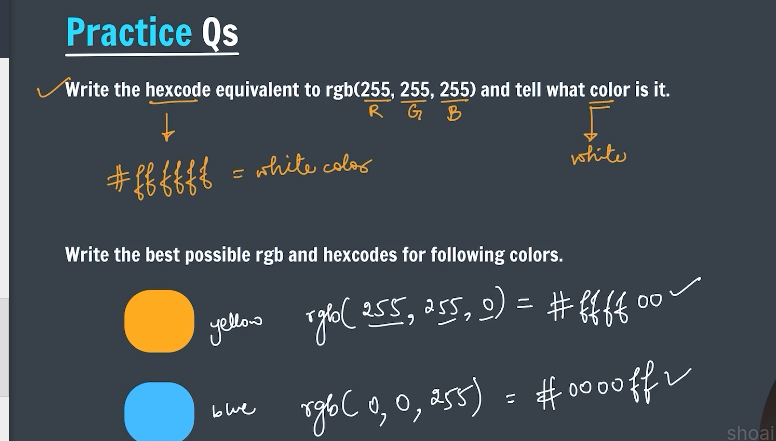 Practice Qs
Write the hexcode equivalent to rgb(255, 255, 255) and tell what color is it.
R G B
white
#ffffff = white color
Write the best possible rgb and hexcodes for following colors.
yellow rgb(255, 255, 0) = #ffff00
blue rgb(0, 0, 255) = #0000ff
shoai